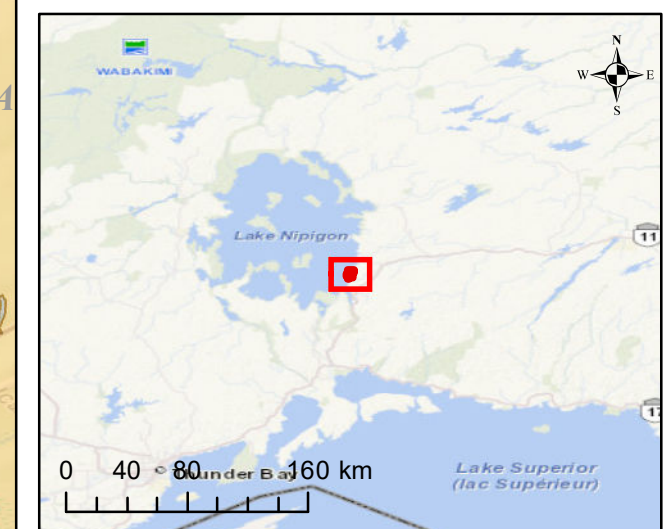 N
W E
S
WABAKIMI
Lake Nipigon
11
17
0 40 80 160 km
Thunder Bay
Lake Superior
(lac Supérieur)